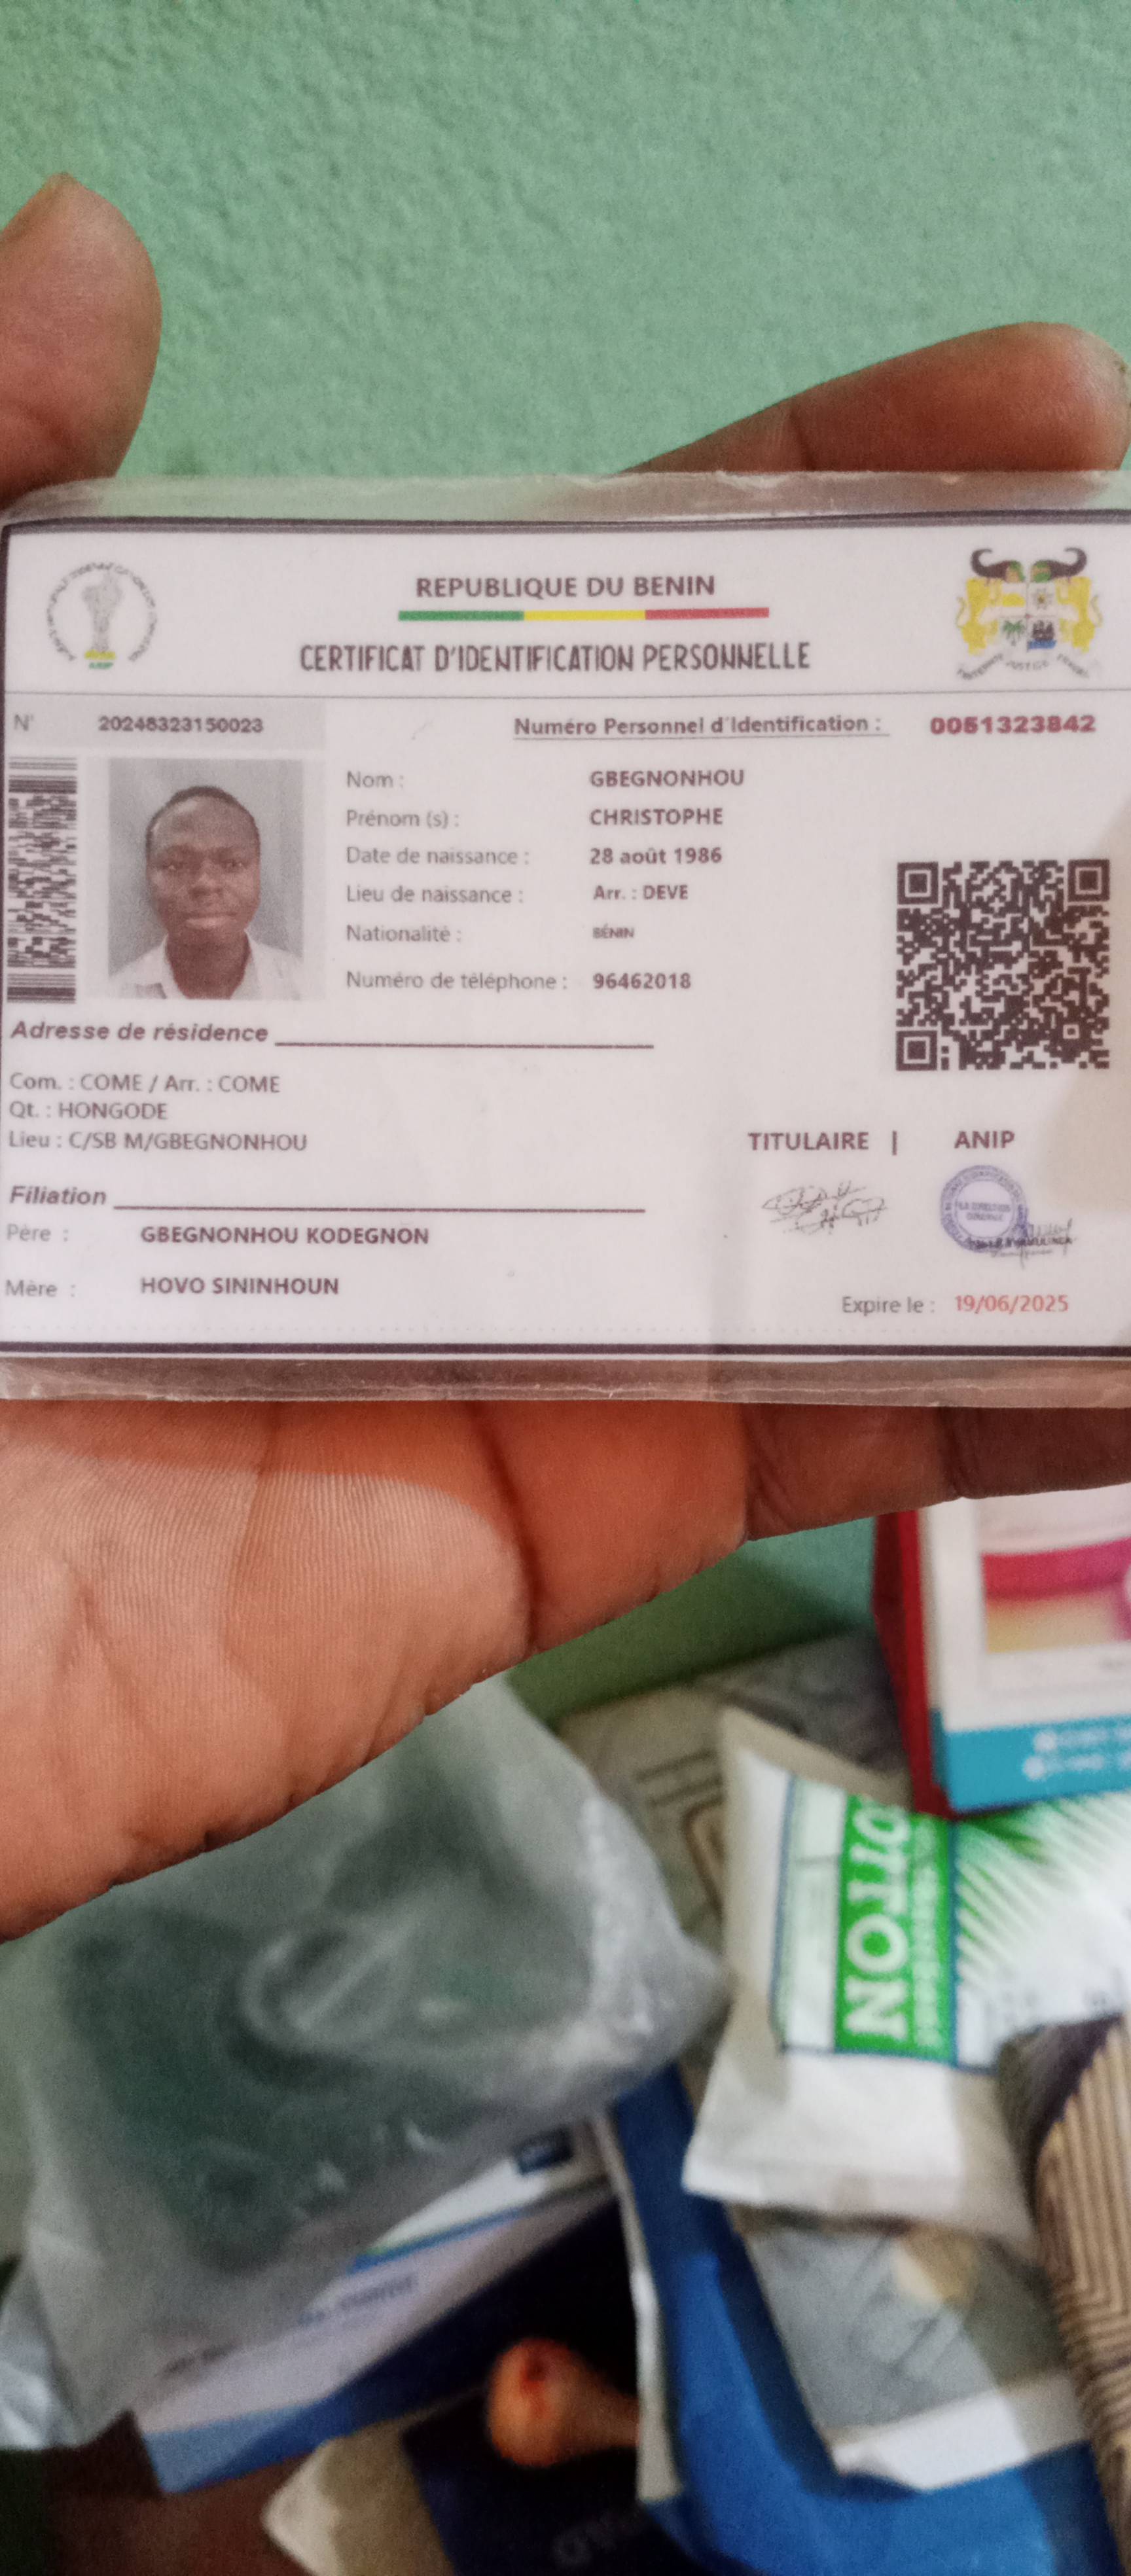 REPUBLIQUE DU BENIN
CERTIFICAT D'IDENTIFICATION PERSONNELLE
ANIP
N° 20248323150023 Numéro Personnel d'Identification : 0051323842
Nom : GBEGNONHOU
Prénom (s) : CHRISTOPHE
Date de naissance : 28 août 1986
Lieu de naissance : Arr. : DEVE
Nationalité : BÉNIN
Numéro de téléphone : 96462018
Adresse de résidence
Com. : COME / Arr. : COME
Qt. : HONGODE
Lieu : C/SB M/GBEGNONHOU
TITULAIRE | ANIP
Filiation
Père : GBEGNONHOU KODEGNON
Mère : HOVO SININHOUN
Expire le : 19/06/2025
OTTON